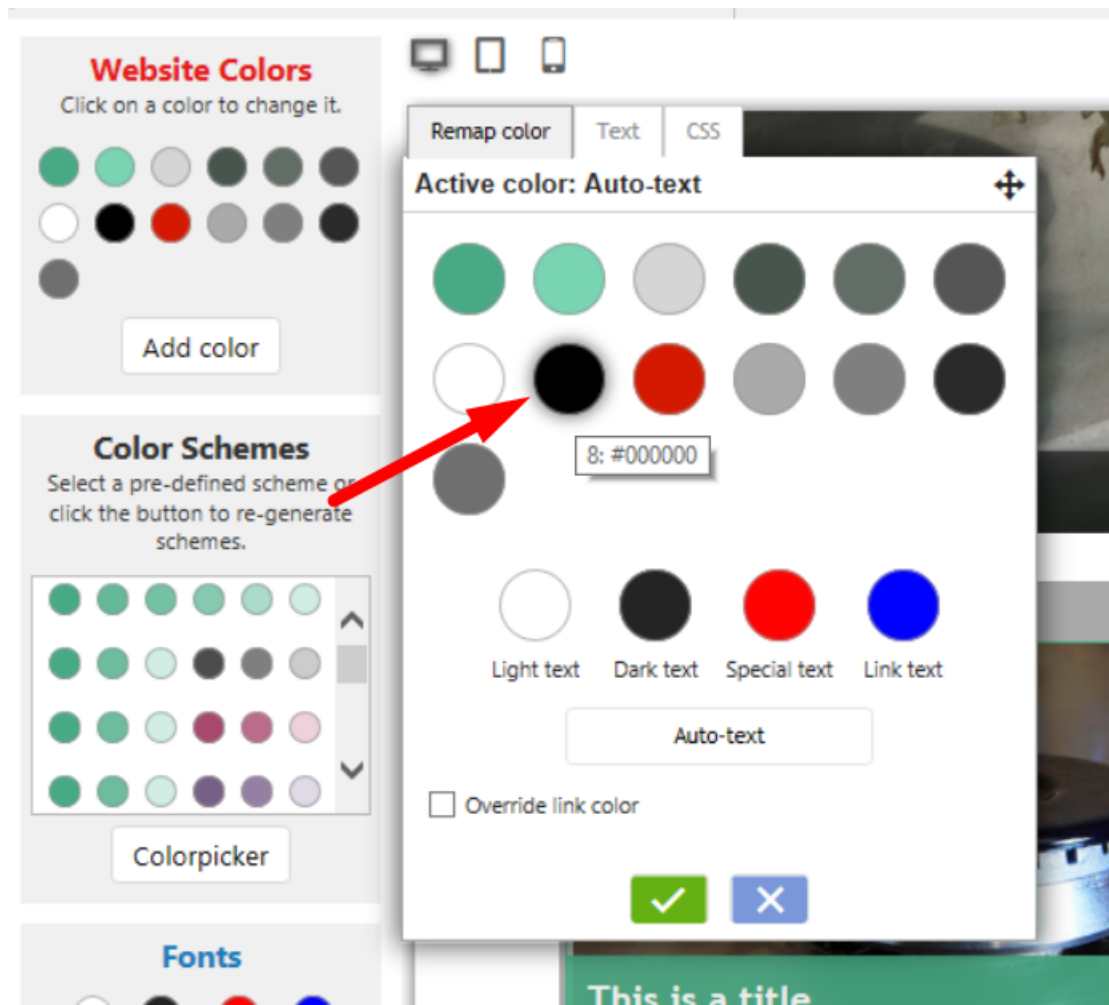 Website Colors
Click on a color to change it.
Add color
Color Schemes
Select a pre-defined scheme or
click the button to re-generate
schemes.
Colorpicker
Fonts
Remap color
Text
CSS
Active color: Auto-text
8: #000000
Light text
Dark text
Special text
Link text
Auto-text
Override link color
This is a title